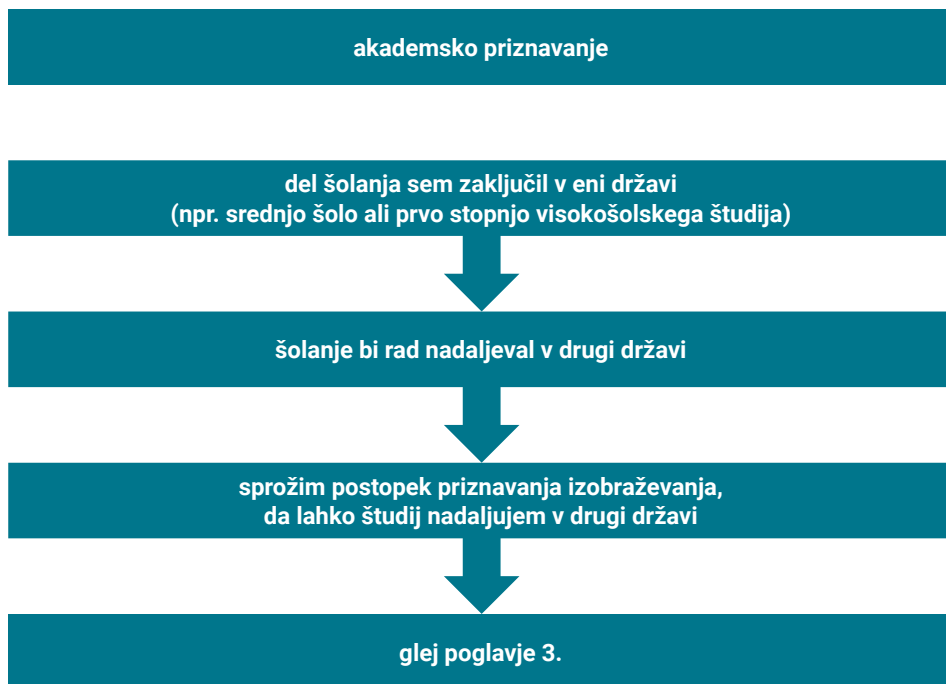 akademsko priznavanje
del šolanja sem zaključil v eni državi
(npr. srednjo šolo ali prvo stopnjo visokošolskega študija)
šolanje bi rad nadaljeval v drugi državi
sprožim postopek priznavanja izobraževanja,
da lahko študij nadaljujem v drugi državi
glej poglavje 3.